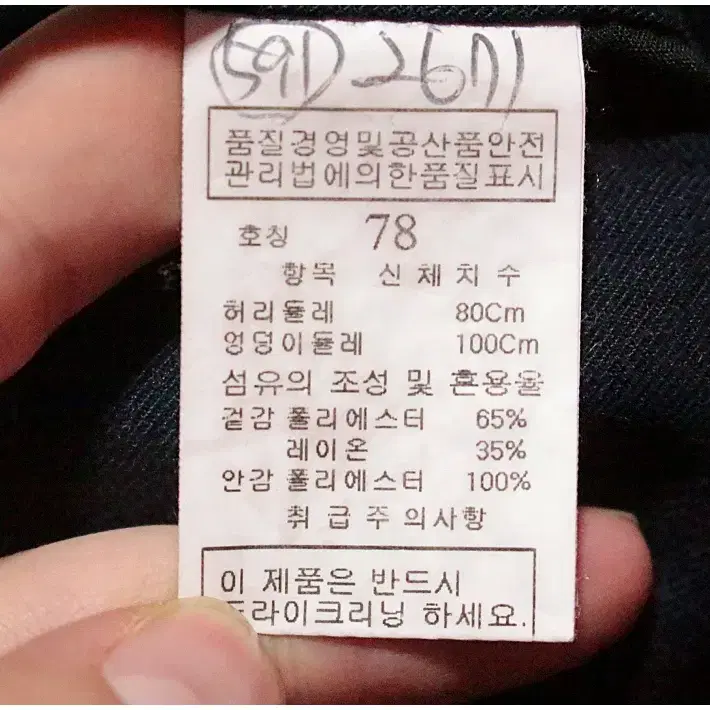 591 267기
품질경영및공산품안전
관리법에의한품질표시
호칭 78
항목 신체치수
허리둘레 80Cm
엉덩이둘레 100Cm
섬유의 조성 및 혼용율
겉감 폴리에스터 65%
레이온 35%
안감 폴리에스터 100%
취급주의사항
이 제품은 반드시
드라이크리닝 하세요.